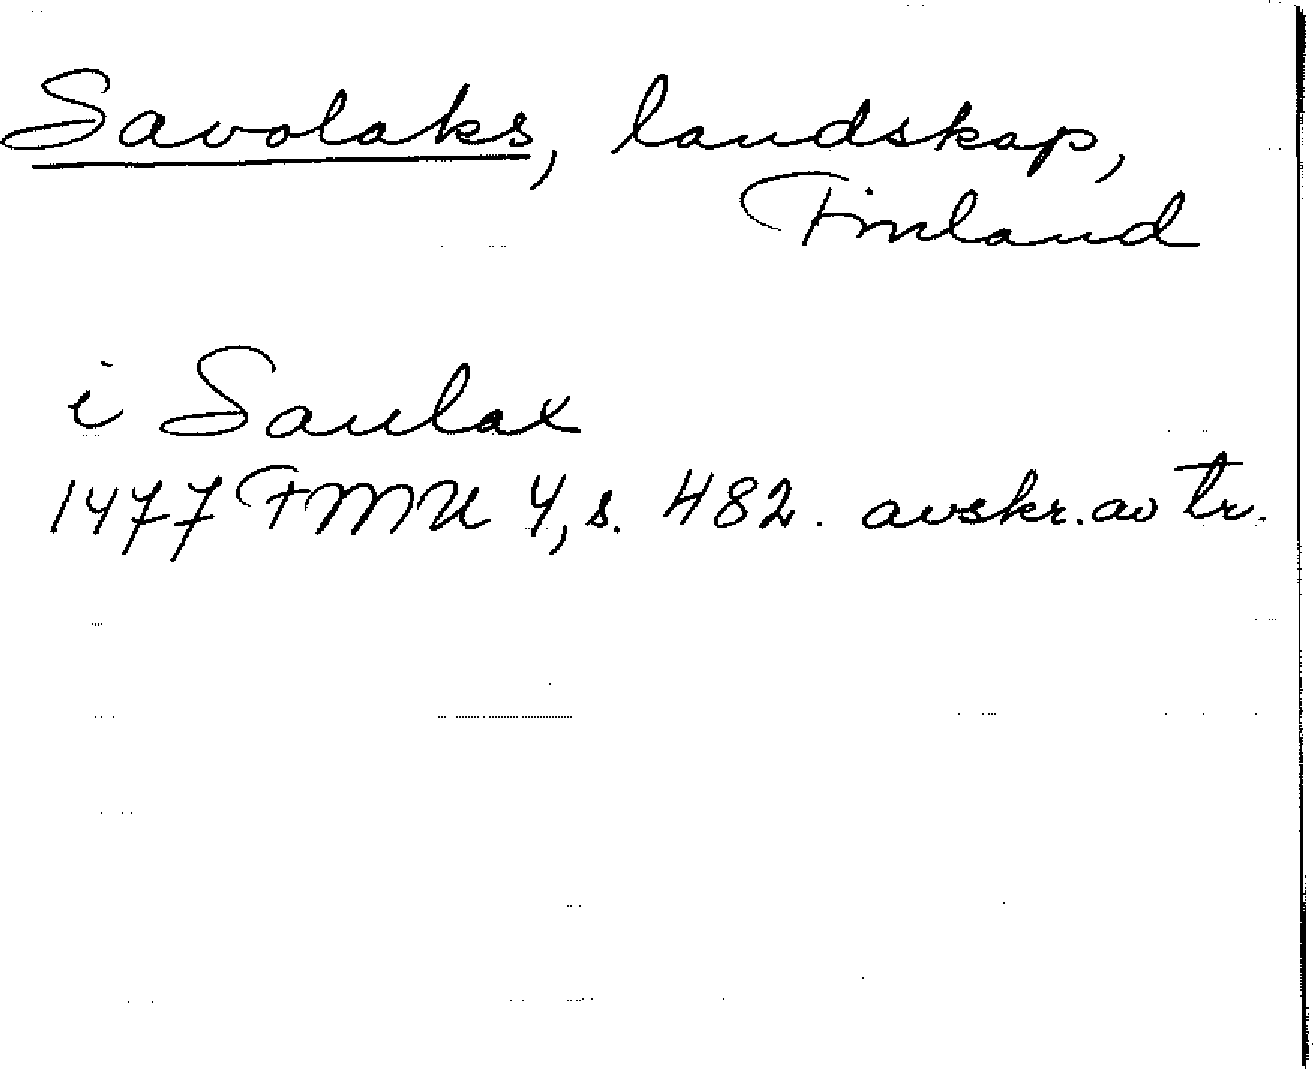 Savolaks, landskap,
Finland
i Saulax
1477 FMU 4, s. 482. avskr. av tr.